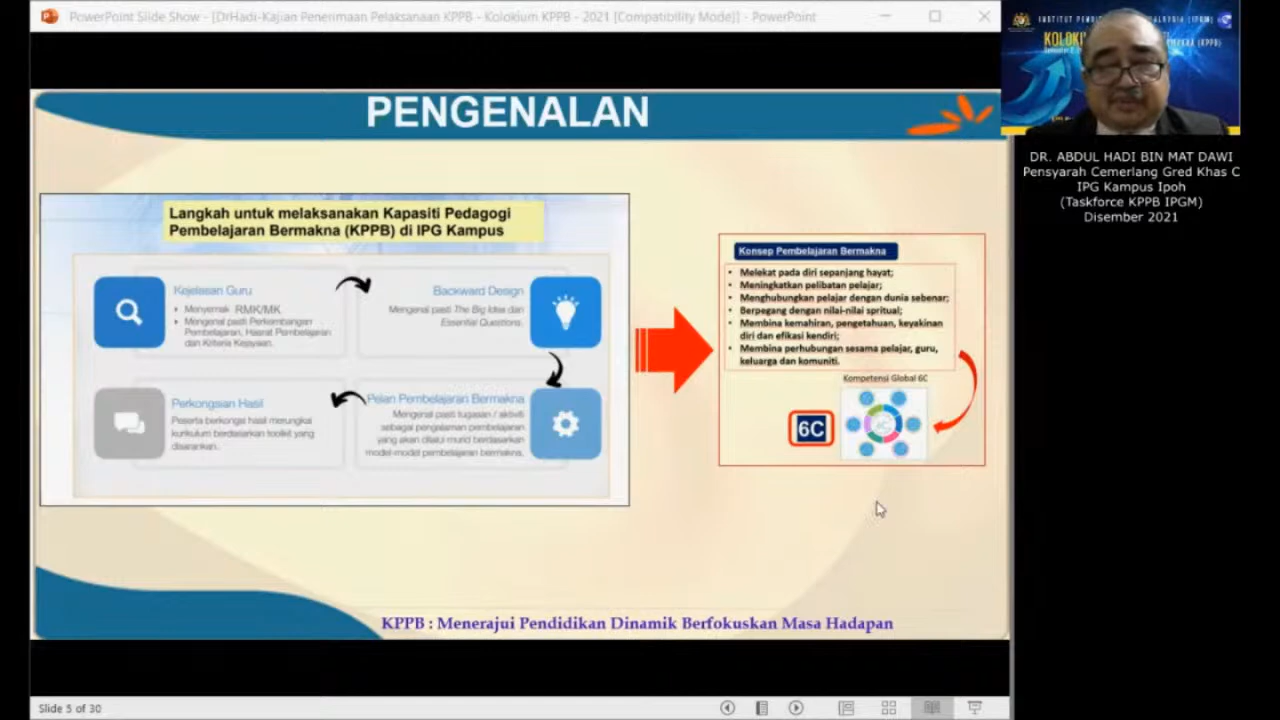 PowerPoint Slide Show - [DrHadi-Kajian Penerimaan Pelaksanaan KPPB - Kolokium KPPB - 2021 [Compatibility Mode]] - PowerPoint
PENGENALAN
Langkah untuk melaksanakan Kapasiti Pedagogi
Pembelajaran Bermakna (KPPB) di IPG Kampus
Kejelasan Guru
• Menyemak RMK/MK
• Mengenal pasti Perkembangan
Pembelajaran, Hasrat Pembelajaran
dan Kriteria Kejayaan.
Backward Design
Mengenal pasti The Big Idea dan
Essential Questions.
Perkongsian Hasil
Peserta berkongsi hasil merungkai
kurikulum berdasarkan toolkit yang
disarankan.
Pelan Pembelajaran Bermakna
Mengenal pasti tugasan / aktiviti
sebagai pengalaman pembelajaran
yang akan dilalui murid berdasarkan
model-model pembelajaran bermakna.
Konsep Pembelajaran Bermakna
• Melekat pada diri sepanjang hayat;
• Meningkatkan pelibatan pelajar;
• Menghubungkan pelajar dengan dunia sebenar;
• Berpegang dengan nilai-nilai spritual;
• Membina kemahiran, pengetahuan, keyakinan
diri dan efikasi kendiri;
• Membina perhubungan sesama pelajar, guru,
keluarga dan komuniti.
Kompetensi Global 6C
6C
KPPB : Menerajui Pendidikan Dinamik Berfokuskan Masa Hadapan
Slide 5 of 30
INSTITUT (IPGM)
(KPPB)
DR. ABDUL HADI BIN MAT DAWI
Pensyarah Cemerlang Gred Khas C
IPG Kampus Ipoh
(Taskforce KPPB IPGM)
Disember 2021